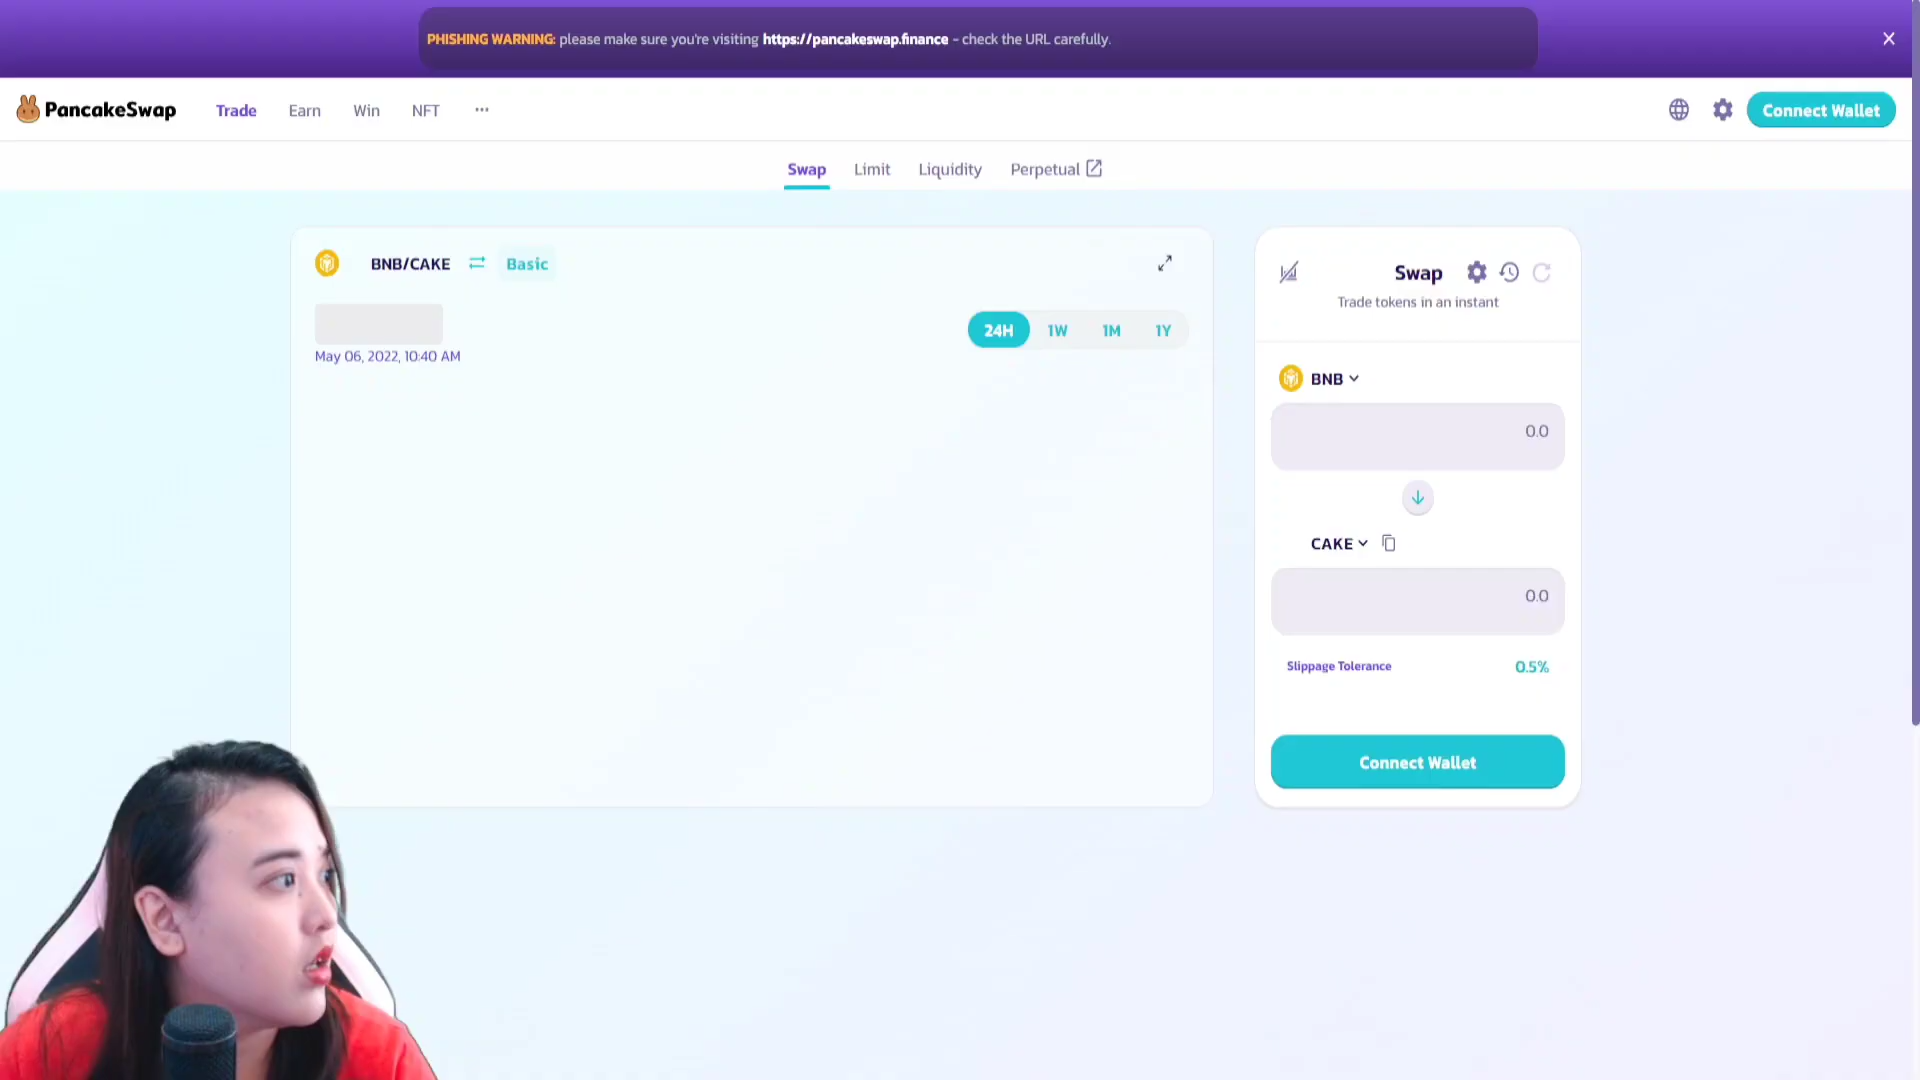 PHISHING WARNING: please make sure you're visiting https://pancakeswap.finance - check the URL carefully.
PancakeSwap
Trade
Earn
Win
NFT
...
Connect Wallet
Swap
Limit
Liquidity
Perpetual
BNB/CAKE
Basic
May 06, 2022, 10:40 AM
24H
1W
1M
1Y
Swap
Trade tokens in an instant
BNB
0.0
CAKE
0.0
Slippage Tolerance
0.5%
Connect Wallet